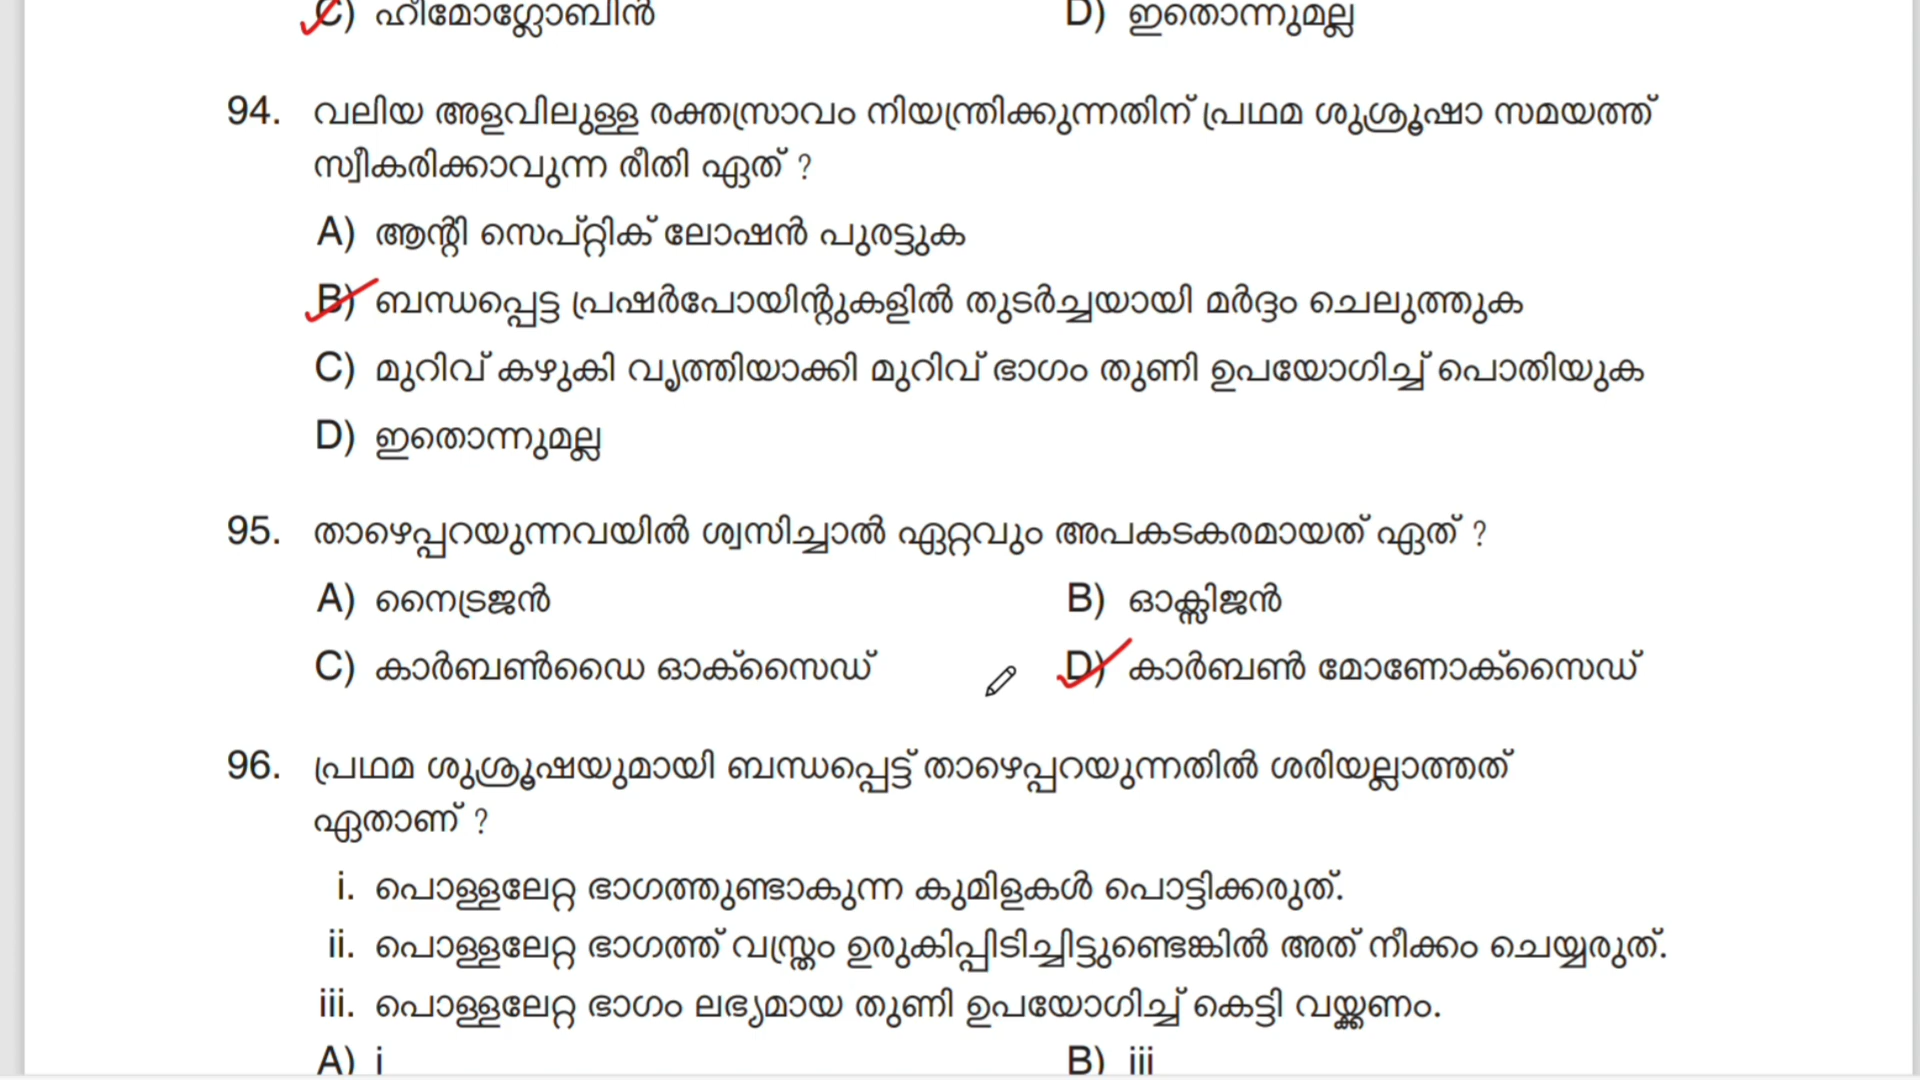 C) ഹീമോഗ്ലോബിൻ D) ഇതൊന്നുമല്ല
94. വലിയ അളവിലുള്ള രക്തസ്രാവം നിയന്ത്രിക്കുന്നതിന് പ്രഥമ ശുശ്രൂഷാ സമയത്ത്
സ്വീകരിക്കാവുന്ന രീതി ഏത് ?
A) ആന്റി സെപ്റ്റിക് ലോഷൻ പുരട്ടുക
B) ബന്ധപ്പെട്ട പ്രഷർപോയിന്റുകളിൽ തുടർച്ചയായി മർദ്ദം ചെലുത്തുക
C) മുറിവ് കഴുകി വൃത്തിയാക്കി മുറിവ് ഭാഗം തുണി ഉപയോഗിച്ച് പൊതിയുക
D) ഇതൊന്നുമല്ല
95. താഴെപ്പറയുന്നവയിൽ ശ്വസിച്ചാൽ ഏറ്റവും അപകടകരമായത് ഏത് ?
A) നൈട്രജൻ B) ഓക്സിജൻ
C) കാർബൺഡൈ ഓക്സൈഡ് D) കാർബൺ മോണോക്സൈഡ്
96. പ്രഥമ ശുശ്രൂഷയുമായി ബന്ധപ്പെട്ട് താഴെപ്പറയുന്നതിൽ ശരിയല്ലാത്തത്
ഏതാണ് ?
i. പൊള്ളലേറ്റ ഭാഗത്തുണ്ടാകുന്ന കുമിളകൾ പൊട്ടിക്കരുത്.
ii. പൊള്ളലേറ്റ ഭാഗത്ത് വസ്ത്രം ഉരുകിപ്പിടിച്ചിട്ടുണ്ടെങ്കിൽ അത് നീക്കം ചെയ്യരുത്.
iii. പൊള്ളലേറ്റ ഭാഗം ലഭ്യമായ തുണി ഉപയോഗിച്ച് കെട്ടി വയ്ക്കണം.
A) i B) iii